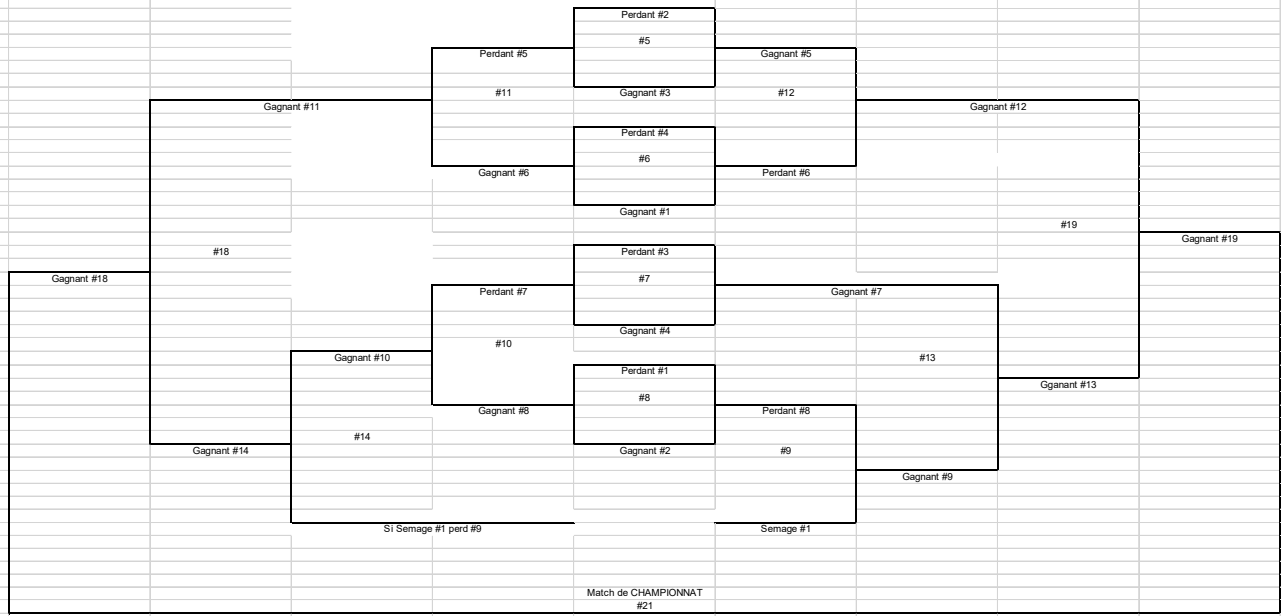 Perdant #2
#5
Perdant #5
Gagnant #5
#11
Gagnant #3
#12
Gagnant #11
Gagnant #12
Perdant #4
#6
Gagnant #6
Perdant #6
Gagnant #1
#19
Gagnant #19
#18
Perdant #3
Gagnant #18
#7
Perdant #7
Gagnant #7
Gagnant #4
#10
Gagnant #10
#13
Perdant #1
Gganant #13
#8
Gagnant #8
Perdant #8
#14
Gagnant #14
Gagnant #2
#9
Gagnant #9
Si Semage #1 perd #9
Semage #1
Match de CHAMPIONNAT
#21